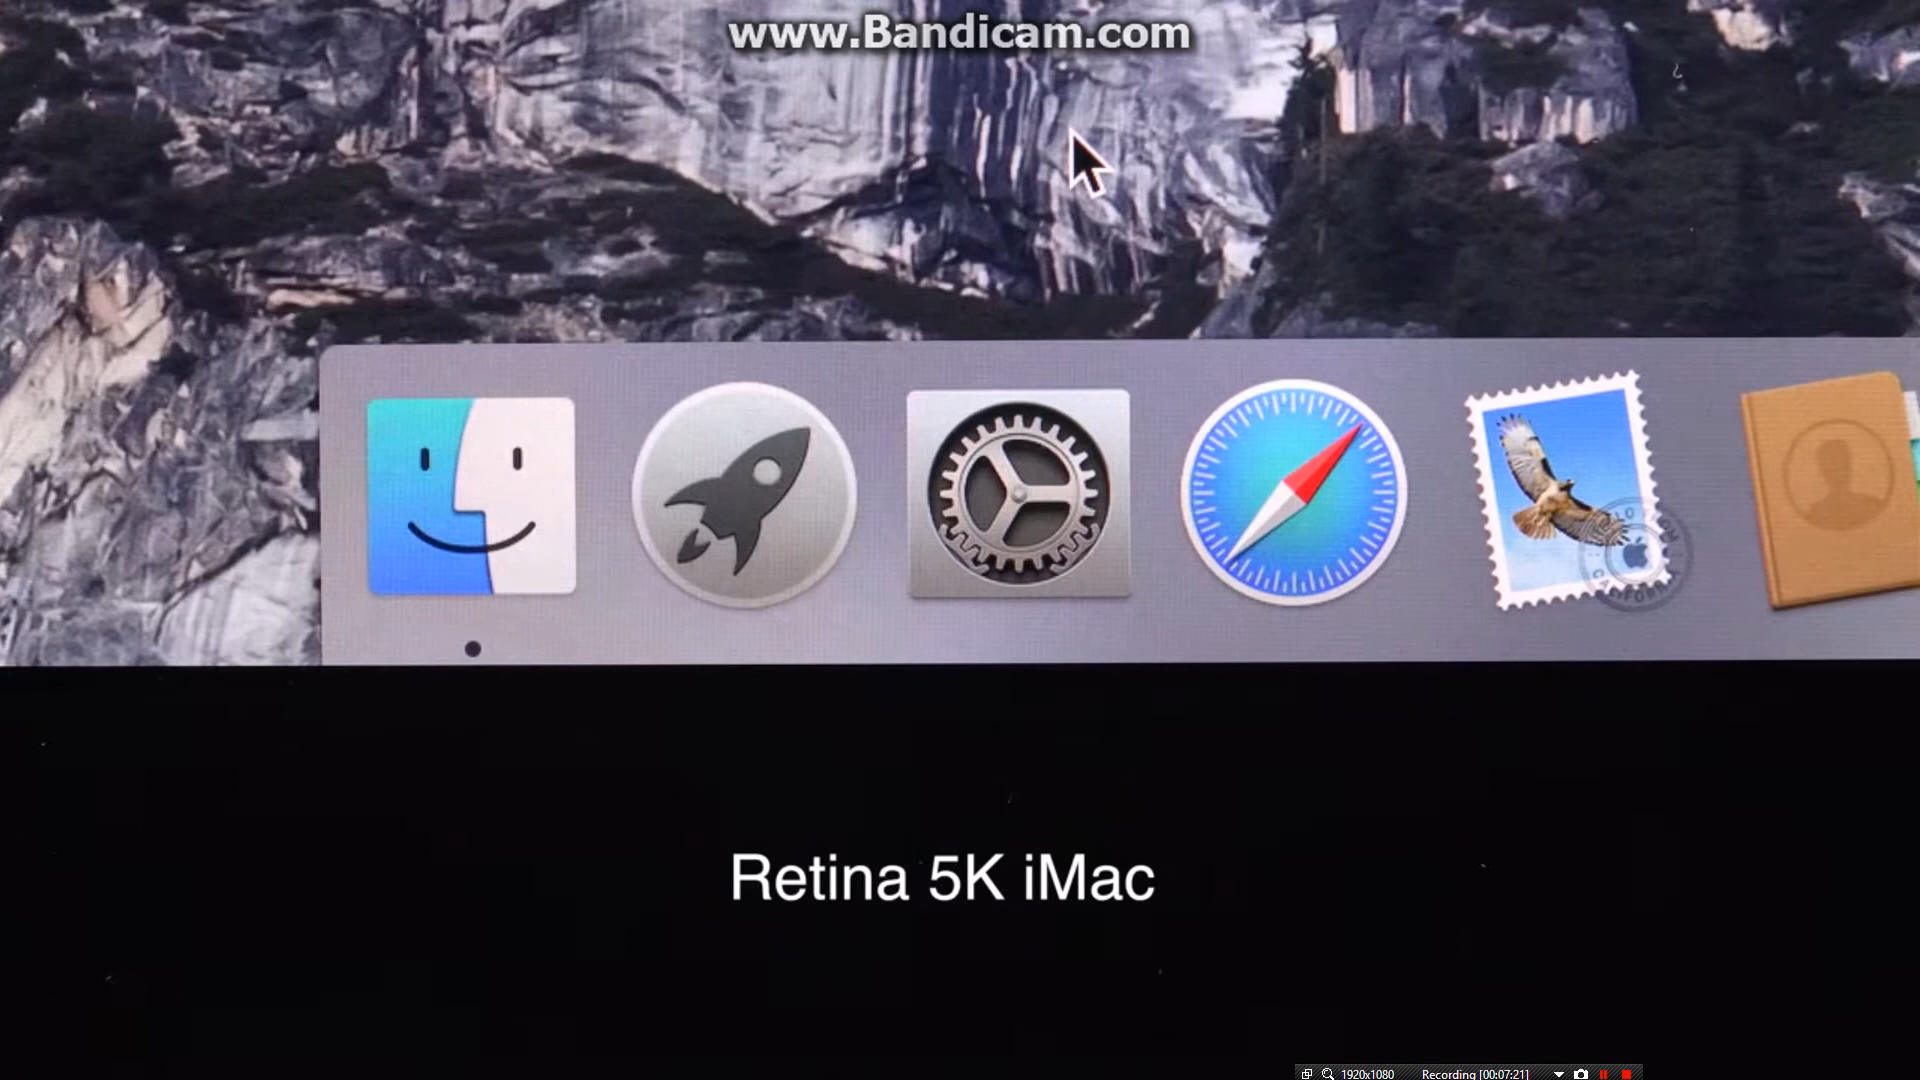 www.Bandicam.com
Retina 5K iMac
1920x1080 Recording [00:07:21]